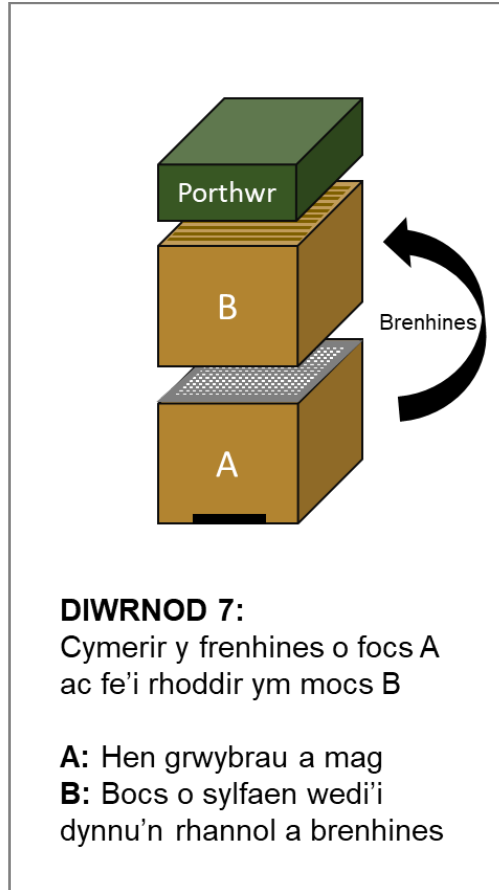 Porthwr
B
Brenhines
A
DIWRNOD 7:
Cymerir y frenhines o focs A
ac fe'i rhoddir ym mocs B
A: Hen grwybrau a mag
B: Bocs o sylfaen wedi'i
dynnu'n rhannol a brenhines